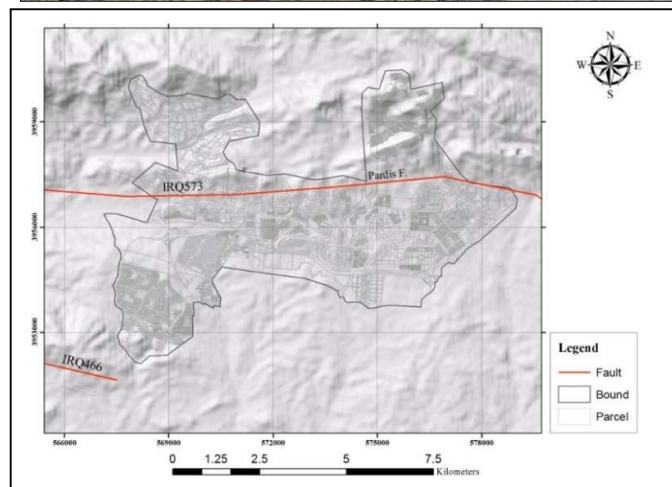 N
W E
S
3959000
IRQ573
Pardis F.
3956000
3953000
IRQ466
566000 569000 572000 575000 578000
Legend
Fault
Bound
Parcel
0 1.25 2.5 5 7.5
Kilometers